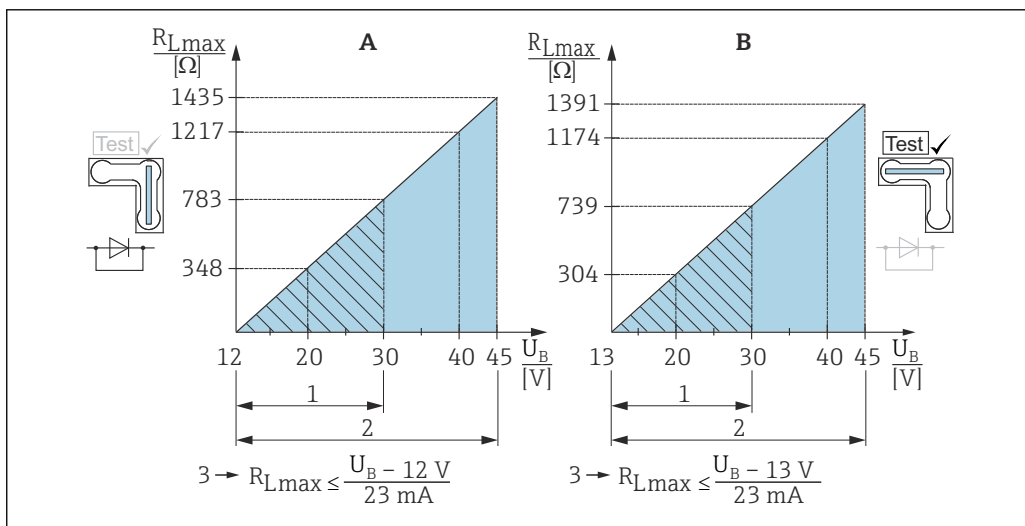 A
R_Lmax
[Ω]
1435
1217
783
348
Test
12 20 30 40 45
U_B
[V]
1
2
3 → R_Lmax ≤ U_B – 12 V
23 mA
B
R_Lmax
[Ω]
1391
1174
739
304
Test
13 20 30 40 45
U_B
[V]
1
2
3 → R_Lmax ≤ U_B – 13 V
23 mA